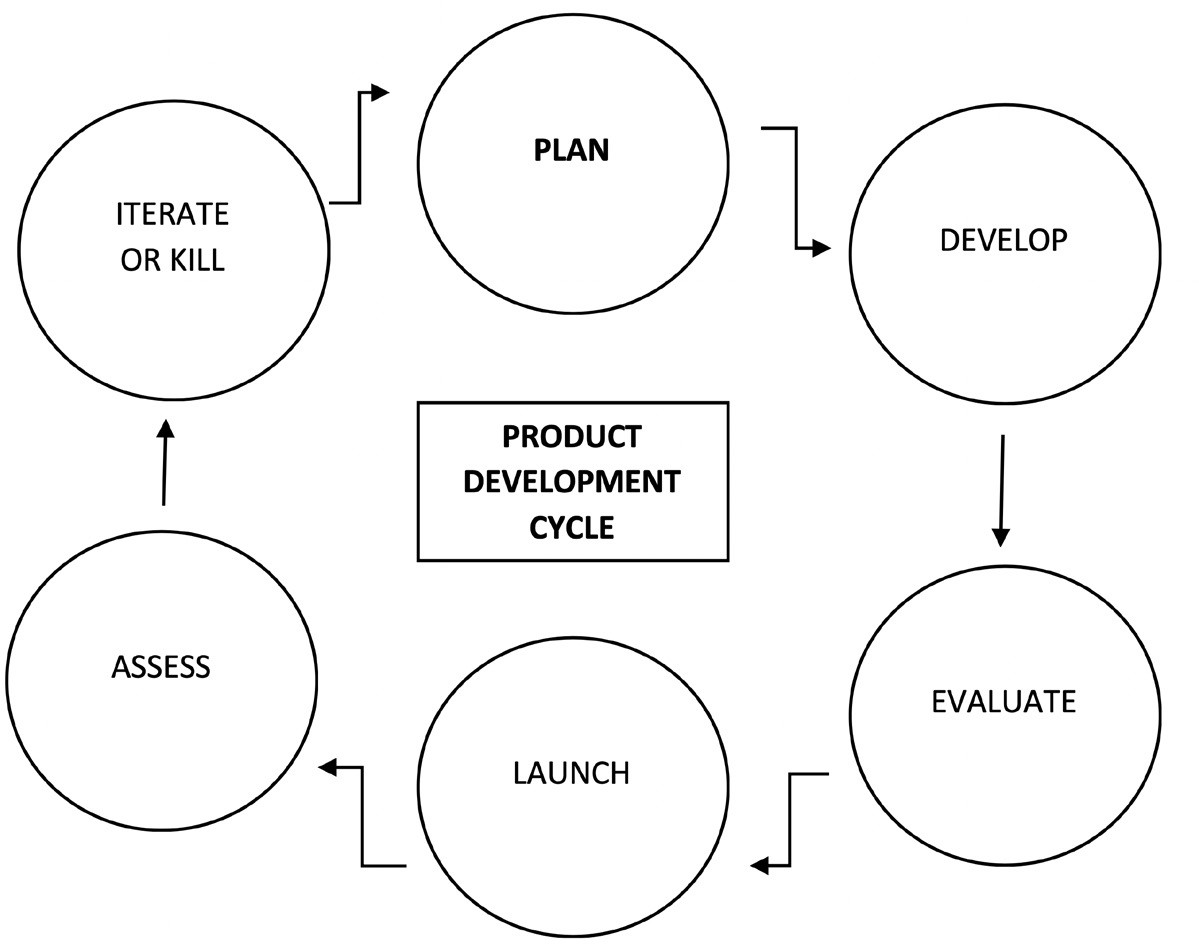 PLAN
DEVELOP
EVALUATE
LAUNCH
ASSESS
ITERATE
OR KILL
PRODUCT
DEVELOPMENT
CYCLE